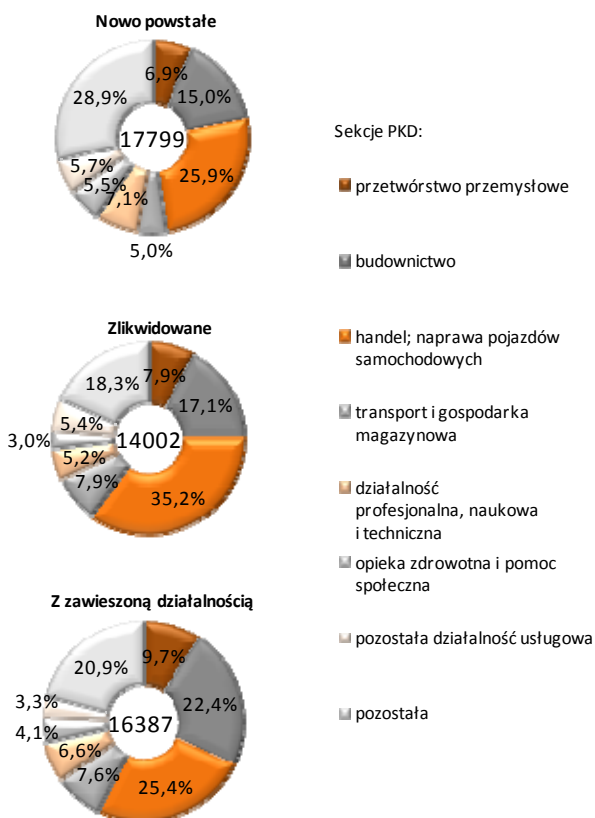 Nowo powstałe
6,9%
15,0%
25,9%
5,0%
7,1%
5,5%
5,7%
28,9%
17799
Zlikwidowane
7,9%
17,1%
35,2%
7,9%
5,2%
3,0%
5,4%
18,3%
14002
Z zawieszoną działalnością
9,7%
22,4%
25,4%
7,6%
6,6%
4,1%
3,3%
20,9%
16387
Sekcje PKD:
przetwórstwo przemysłowe
budownictwo
handel; naprawa pojazdów
samochodowych
transport i gospodarka
magazynowa
działalność
profesjonalna, naukowa
i techniczna
opieka zdrowotna i pomoc
społeczna
pozostała działalność usługowa
pozostała